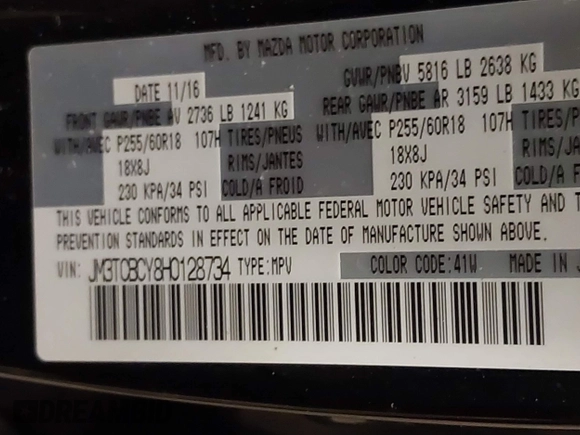 MFD. BY MAZDA MOTOR CORPORATION
DATE 11/16 GVWR/PNBV 5816 LB 2638 KG
FRONT GAWR/PNBE AV 2736 LB 1241 KG REAR GAWR/PNBE AR 3159 LB 1433 KG
WITH/AVEC P255/60R18 107H TIRES/PNEUS WITH/AVEC P255/60R18 107H
18X8J RIMS/JANTES 18X8J RIMS/JANT
230 KPA/34 PSI COLD/A FROID 230 KPA/34 PSI COLD/A F
THIS VEHICLE CONFORMS TO ALL APPLICABLE FEDERAL MOTOR VEHICLE SAFETY AND
PREVENTION STANDARDS IN EFFECT ON THE DATE OF MANUFACTURE SHOWN ABOVE.
VIN: JM3TCBCY8H0128734 TYPE:MPV COLOR CODE:41W MADE IN